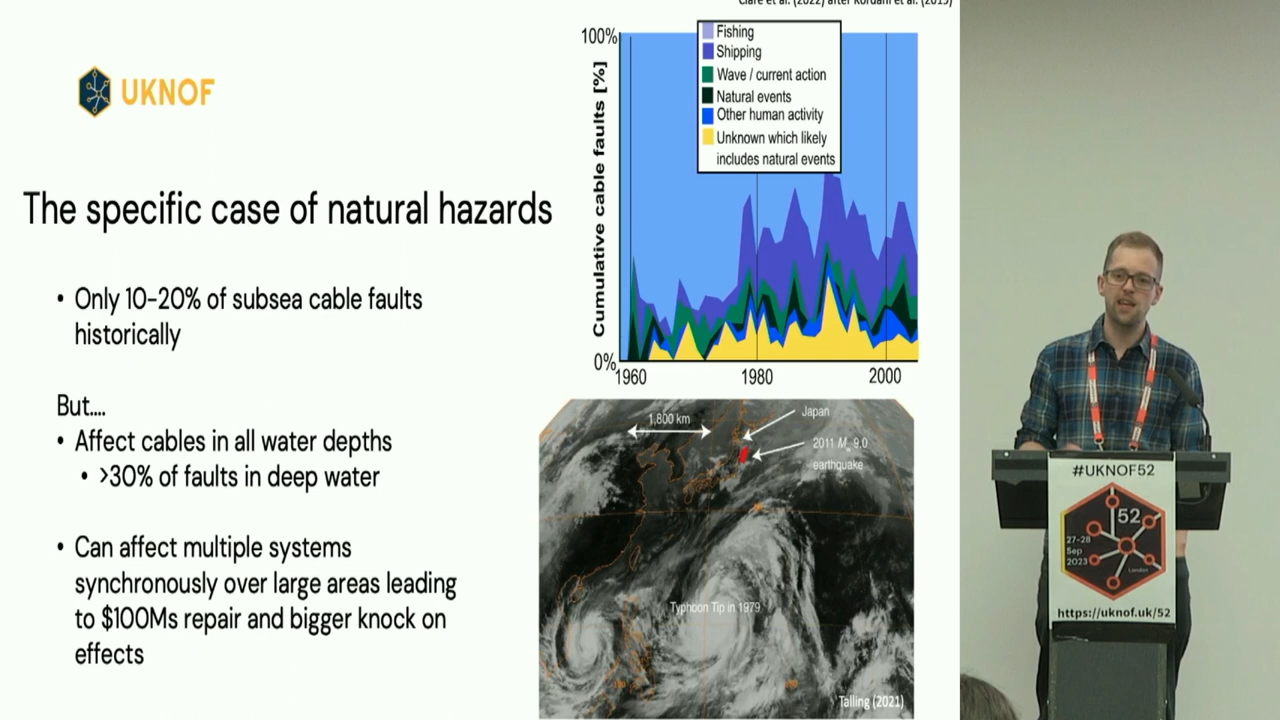 UKNOF
The specific case of natural hazards
• Only 10-20% of subsea cable faults
historically
But....
• Affect cables in all water depths
• >30% of faults in deep water
• Can affect multiple systems
synchronously over large areas leading
to $100Ms repair and bigger knock on
effects
Clare et al. (2022) after Kordahi et al. (2019)
Cumulative cable faults [%]
100%
0%
Fishing
Shipping
Wave / current action
Natural events
Other human activity
Unknown which likely
includes natural events
1960
1980
2000
1,800 km
Japan
2011 Mw 9.0
earthquake
Typhoon Tip in 1979
Talling (2021)
#UKNOF52
52
27-28
Sep
2023
London
https://uknof.uk/52